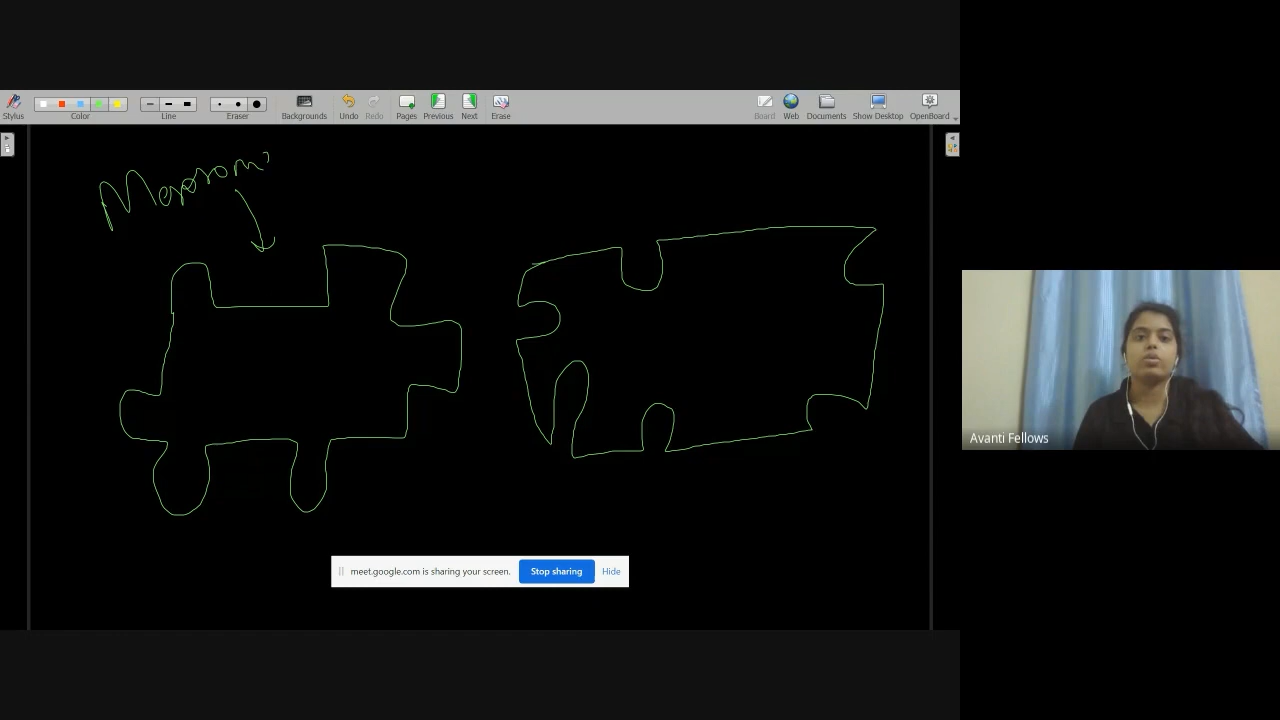 Stylus
Color
Line
Eraser
Backgrounds
Undo
Redo
Pages
Previous
Next
Erase
Board
Web
Documents
Show Desktop
OpenBoard
meet.google.com is sharing your screen.
Stop sharing
Hide
Avanti Fellows